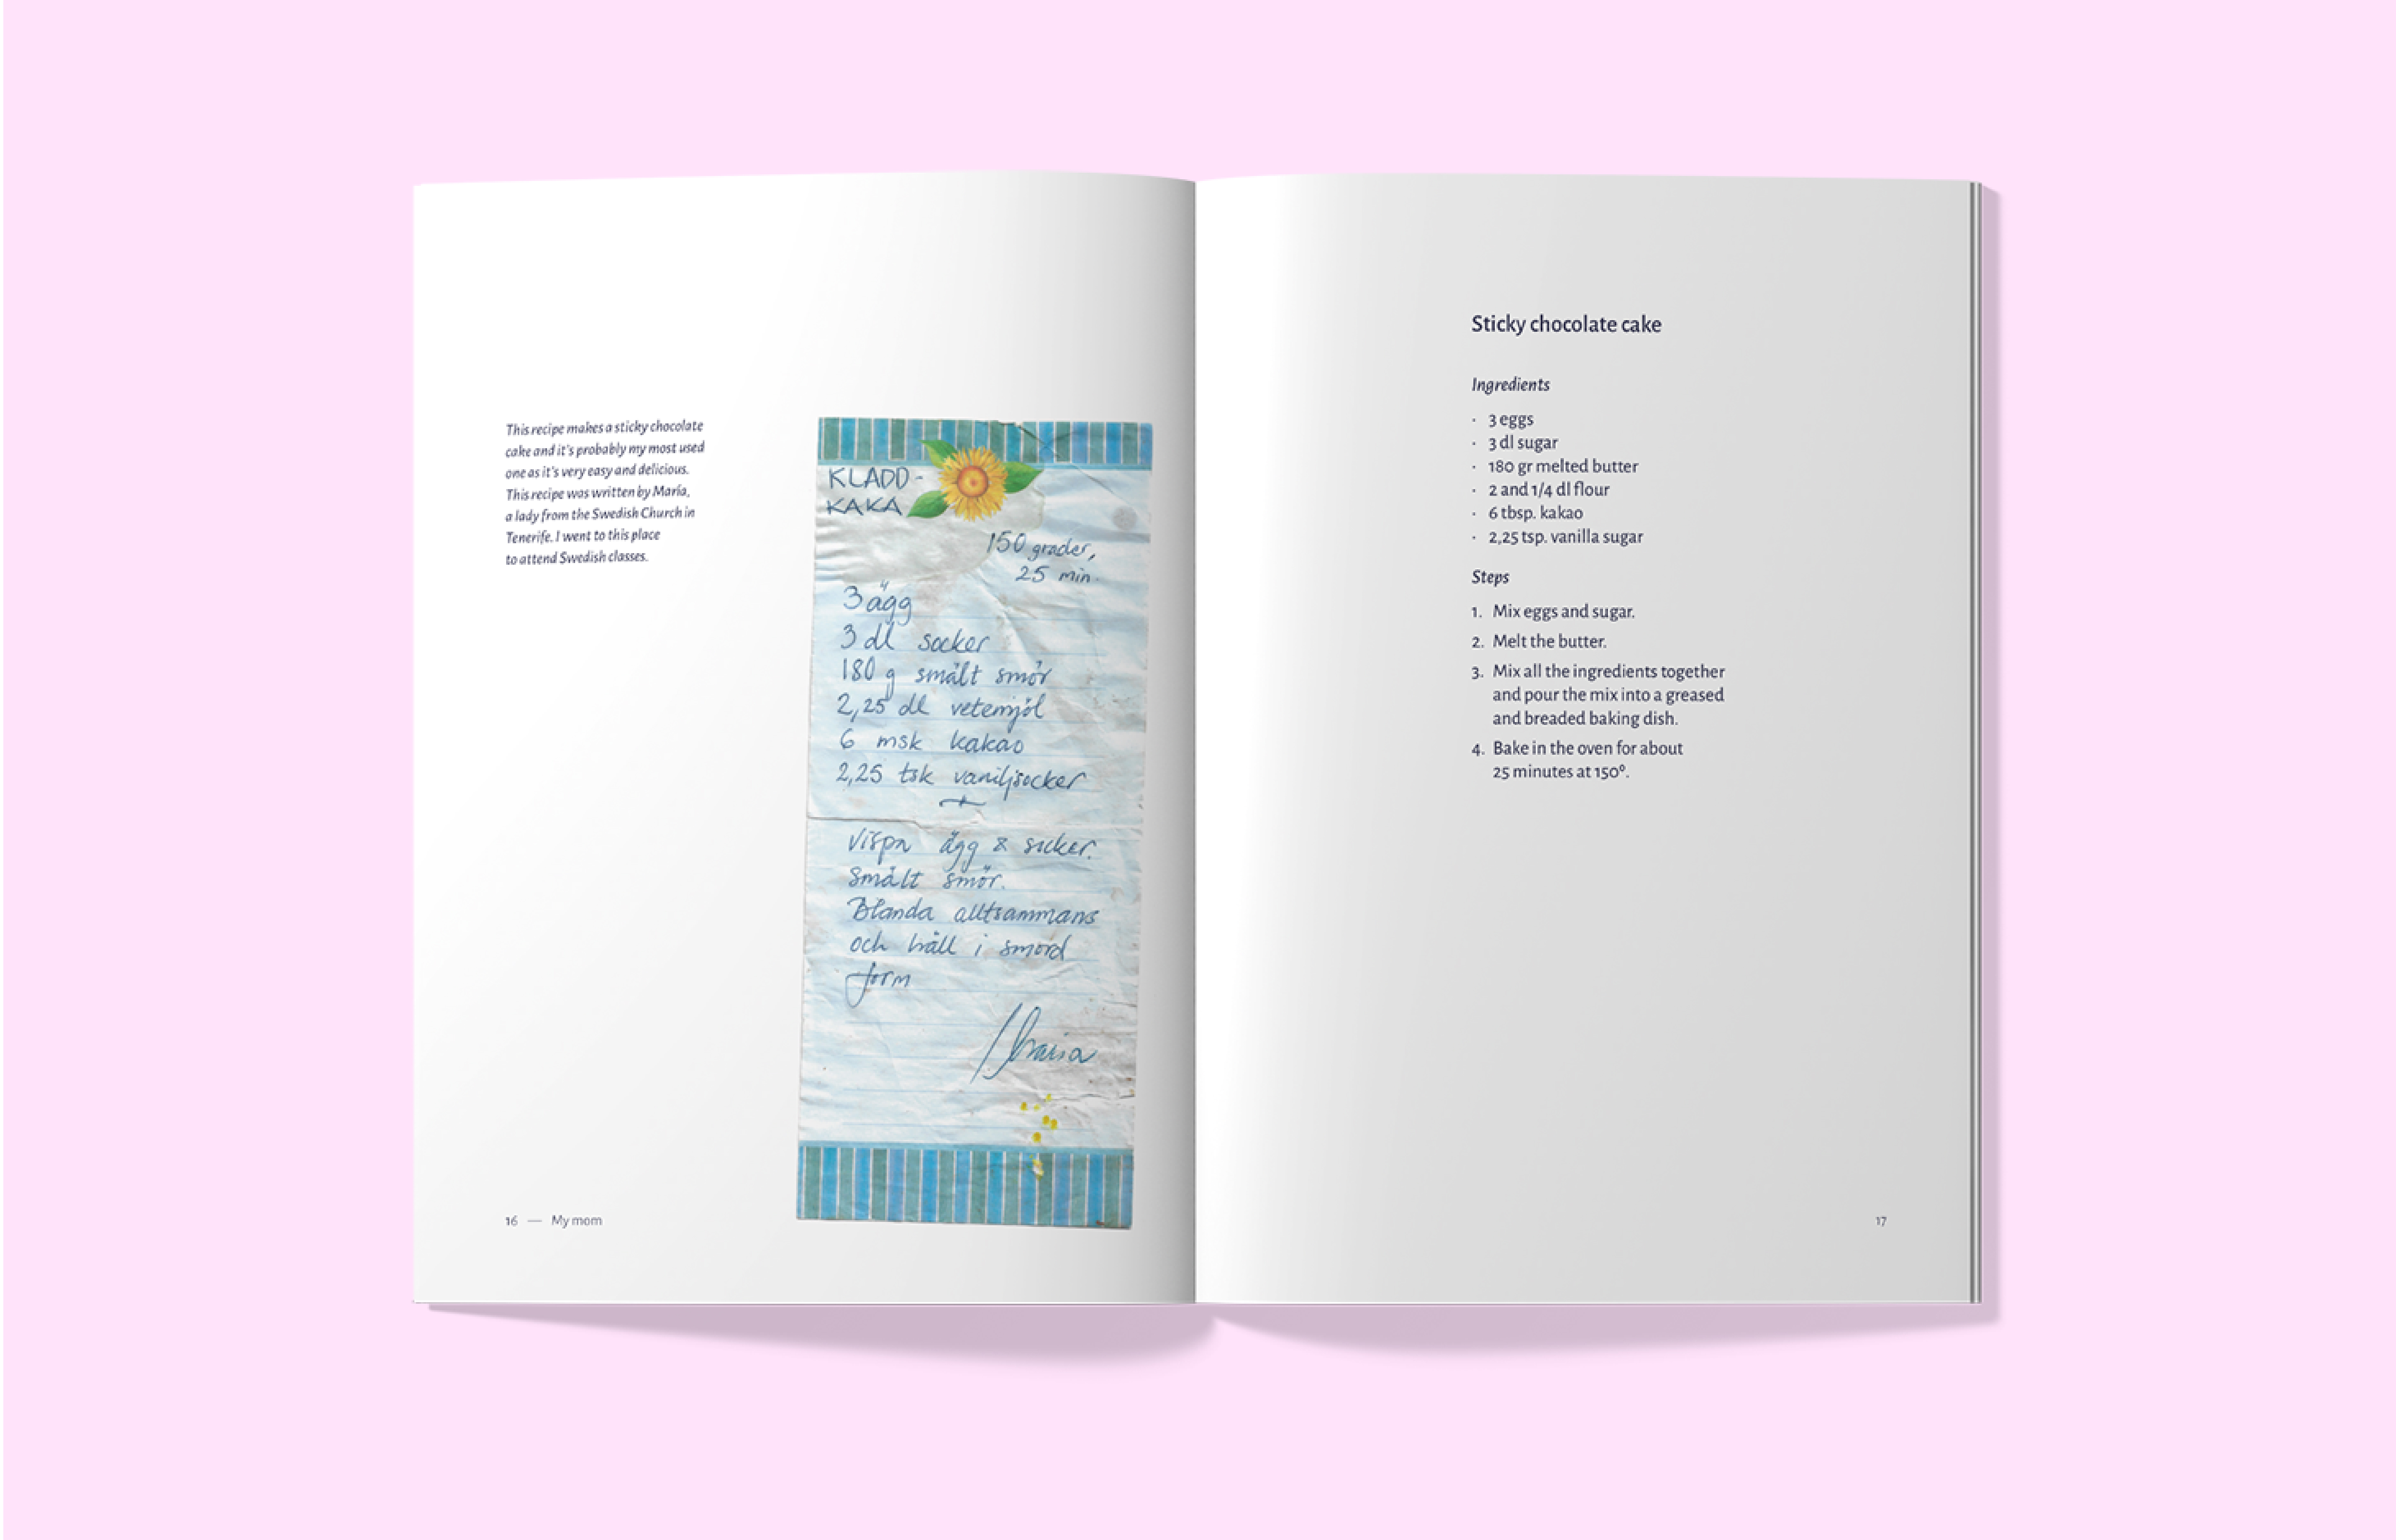 This recipe makes a sticky chocolate
cake and it's probably my most used
one as it's very easy and delicious.
This recipe was written by María,
a lady from the Swedish Church in
Tenerife. I went to this place
to attend Swedish classes.
KLADD-
KAKA
150 grader,
25 min.
3 ägg
3 dl socker
180 g smält smör
2,25 dl vetemjöl
6 msk kakao
2,25 tsk vaniljsocker
Vispa ägg & socker.
Smält smör.
Blanda alltsammans
och häll i smord
form
/Maria
16 — My mom
Sticky chocolate cake
Ingredients
· 3 eggs
· 3 dl sugar
· 180 gr melted butter
· 2 and 1/4 dl flour
· 6 tbsp. kakao
· 2,25 tsp. vanilla sugar
Steps
1. Mix eggs and sugar.
2. Melt the butter.
3. Mix all the ingredients together
and pour the mix into a greased
and breaded baking dish.
4. Bake in the oven for about
25 minutes at 150º.
17